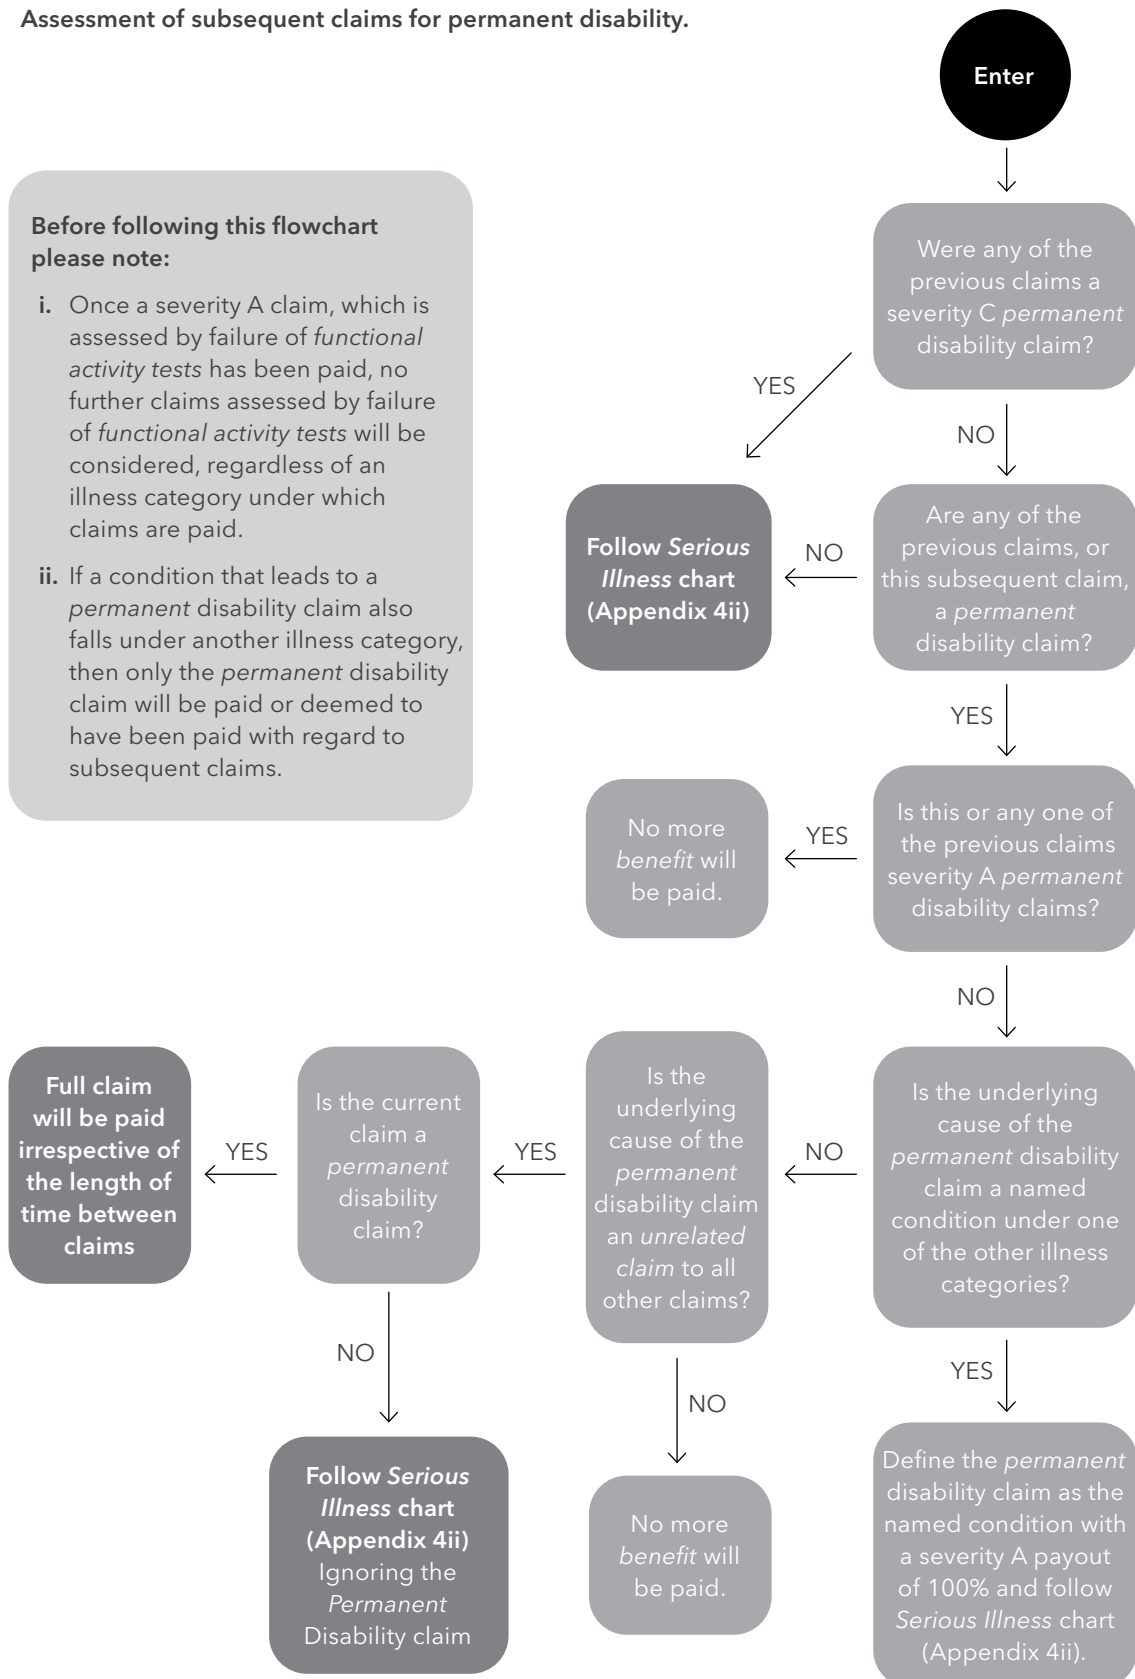 Assessment of subsequent claims for permanent disability.
Enter
Before following this flowchart
please note:
i. Once a severity A claim, which is
assessed by failure of functional
activity tests has been paid, no
further claims assessed by failure
of functional activity tests will be
considered, regardless of an
illness category under which
claims are paid.
ii. If a condition that leads to a
permanent disability claim also
falls under another illness category,
then only the permanent disability
claim will be paid or deemed to
have been paid with regard to
subsequent claims.
Were any of the
previous claims a
severity C permanent
disability claim?
YES
NO
Follow Serious
Illness chart
(Appendix 4ii)
NO
Are any of the
previous claims, or
this subsequent claim,
a permanent
disability claim?
YES
No more
benefit will
be paid.
YES
Is this or any one of
the previous claims
severity A permanent
disability claims?
NO
Full claim
will be paid
irrespective of
the length of
time between
claims
YES
Is the current
claim a
permanent
disability
claim?
YES
Is the
underlying
cause of the
permanent
disability claim
an unrelated
claim to all
other claims?
NO
Is the underlying
cause of the
permanent disability
claim a named
condition under one
of the other illness
categories?
NO
NO
YES
Follow Serious
Illness chart
(Appendix 4ii)
Ignoring the
Permanent
Disability claim
No more
benefit will
be paid.
Define the permanent
disability claim as the
named condition with
a severity A payout
of 100% and follow
Serious Illness chart
(Appendix 4ii).